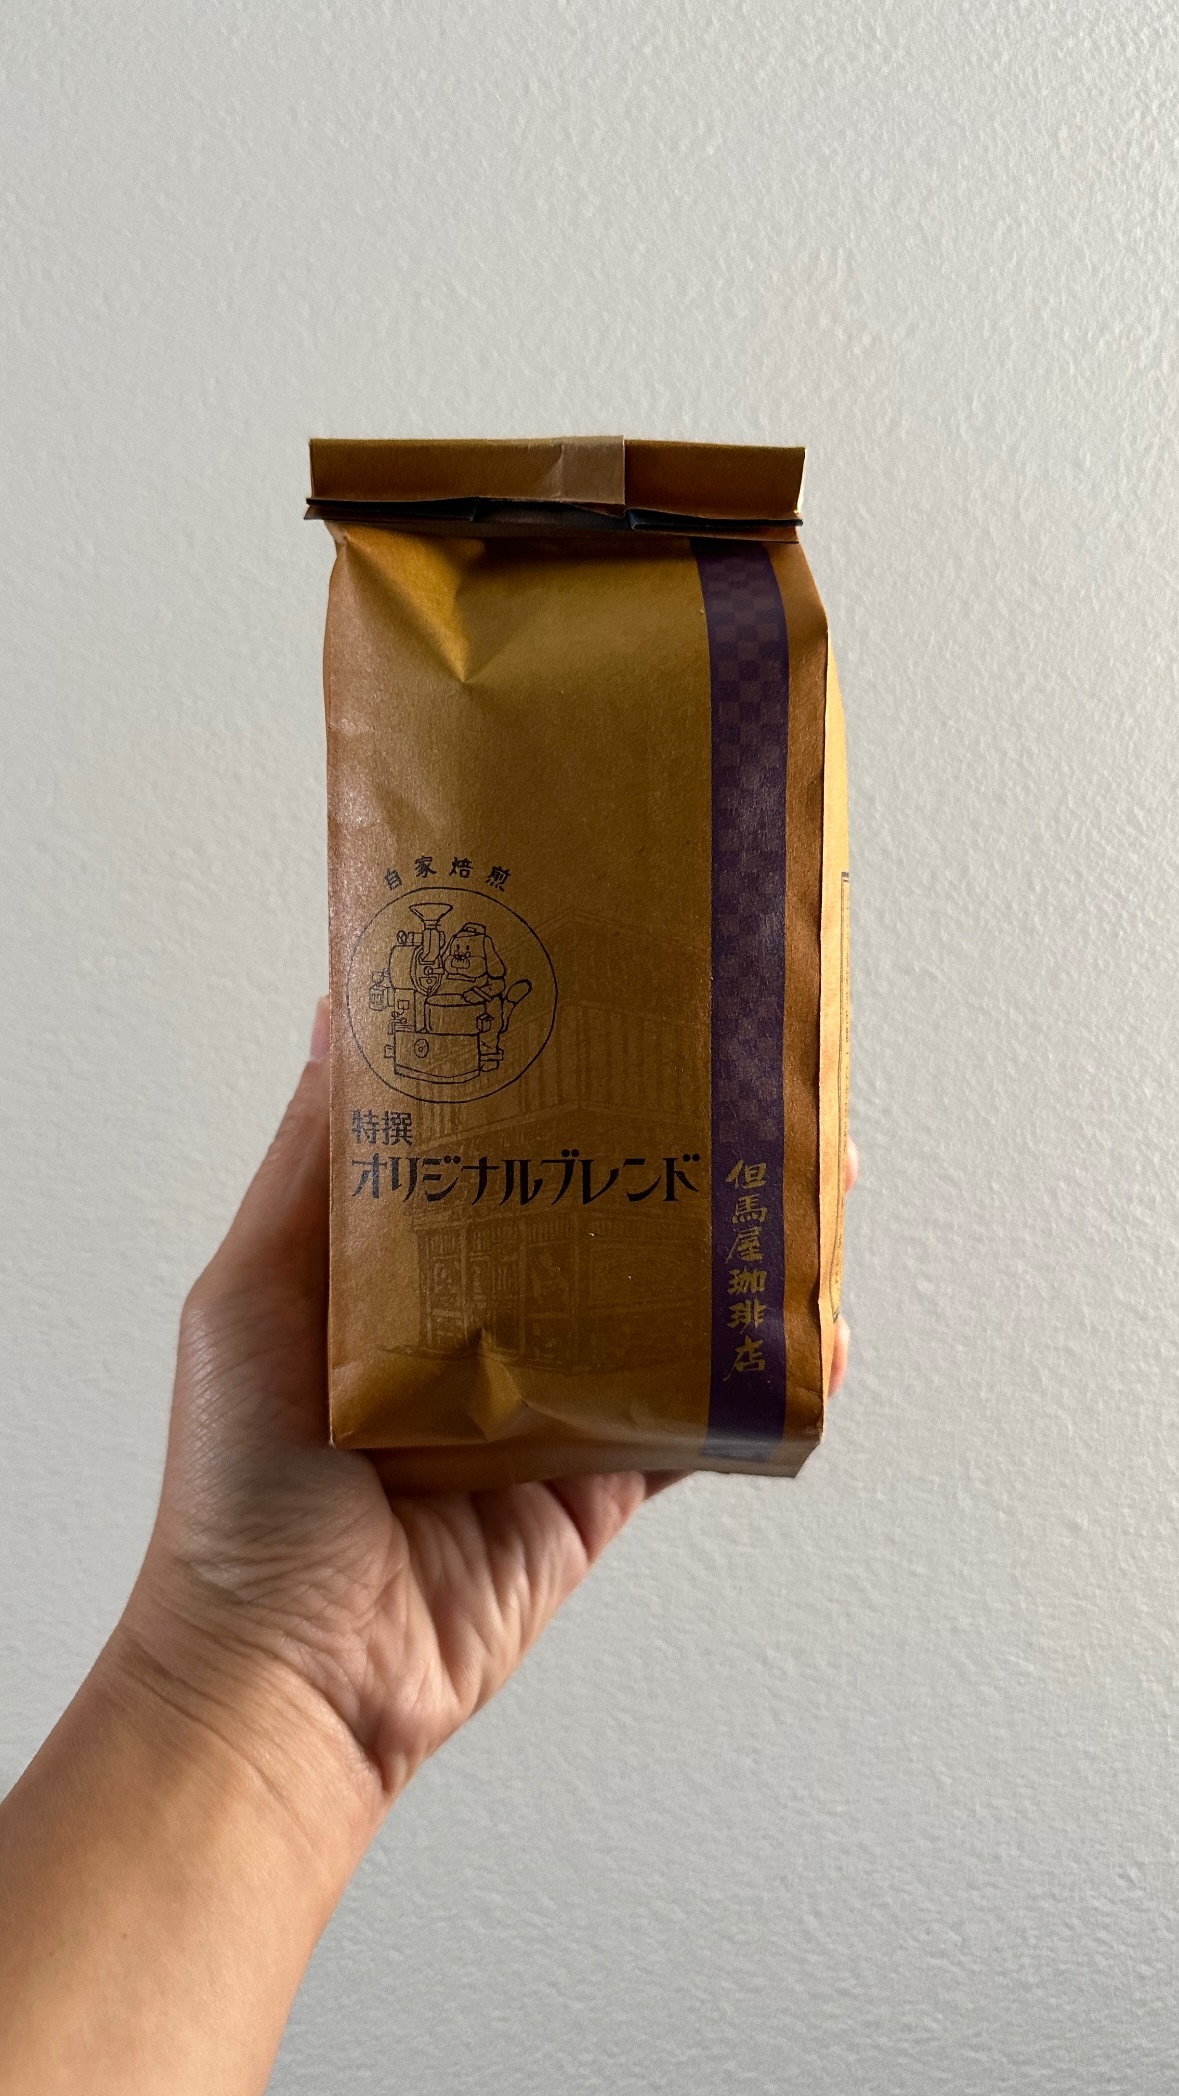 自家焙煎
特撰
オリジナルブレンド
但馬屋珈琲店